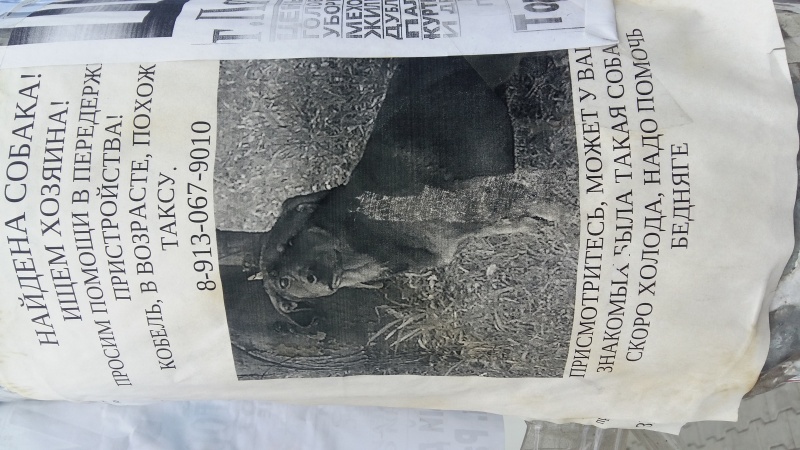 НАЙДЕНА СОБАКА!
ИЩЕМ ХОЗЯИНА!
ПРОСИМ ПОМОЩИ В ПЕРЕДЕРЖК
ПРИСТРОЙСТВА!
КОБЕЛЬ, В ВОЗРАСТЕ, ПОХОЖ
ТАКСУ.
8-913-067-9010
ПРИСМОТРИТЕСЬ, МОЖЕТ У ВАШ
ЗНАКОМЫХ БЫЛА ТАКАЯ СОБА
СКОРО ХОЛОДА, НАДО ПОМОЧЬ
БЕДНЯГЕ